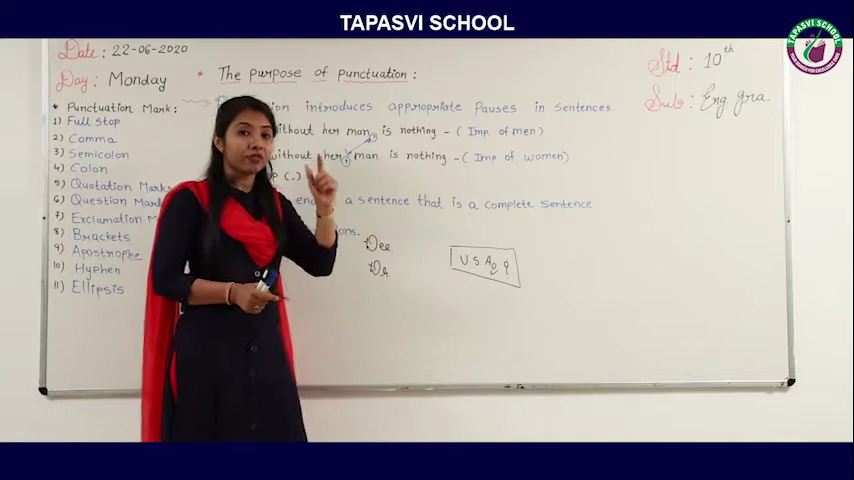 TAPASVI SCHOOL
TAPASVI SCHOOL
Date: 22-06-2020
Day: Monday
Std: 10th
Sub: Eng gra.
* The purpose of punctuation:
introduces appropriate pauses in sentences.
without her man, is nothing - (Imp. of men)
without her, man is nothing - (Imp. of women)
(.)
a sentence that is a complete sentence
* Punctuation Mark:
1) Full stop
2) Comma
3) Semicolon
4) Colon
5) Quotation Marks
6) Question Mark
7) Exclamation
8) Brackets
9) Apostrophe
10) Hyphen
11) Ellipsis
Dr